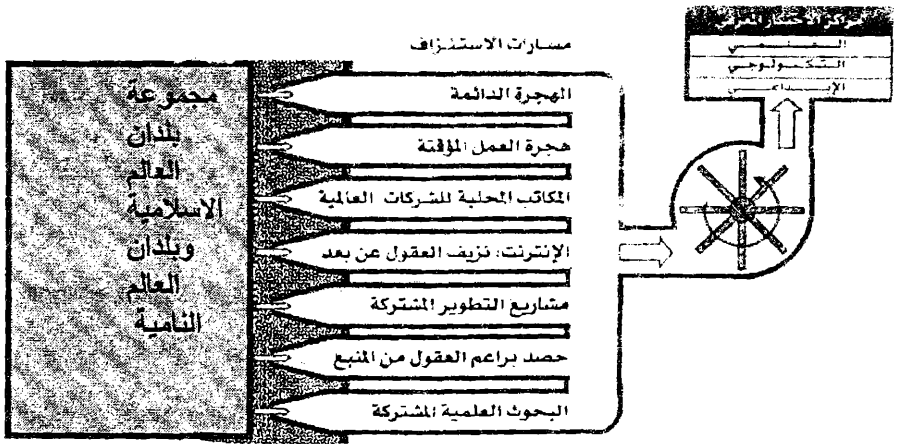 مراكز الاحتكار المعرفي
العلمي
التكنولوجي
الإبداعي
مسارات الاستنزاف
الهجرة الدائمة
هجرة العمل المؤقتة
المكاتب المحلية للشركات العالمية
الإنترنت: نزيف العقول عن بعد
مشاريع التطوير المشتركة
حصد براعم العقول من المنبع
البحوث العلمية المشتركة
مجموعة
بلدان
العالم
الاسلامية
وبلدان
العالم
النامية